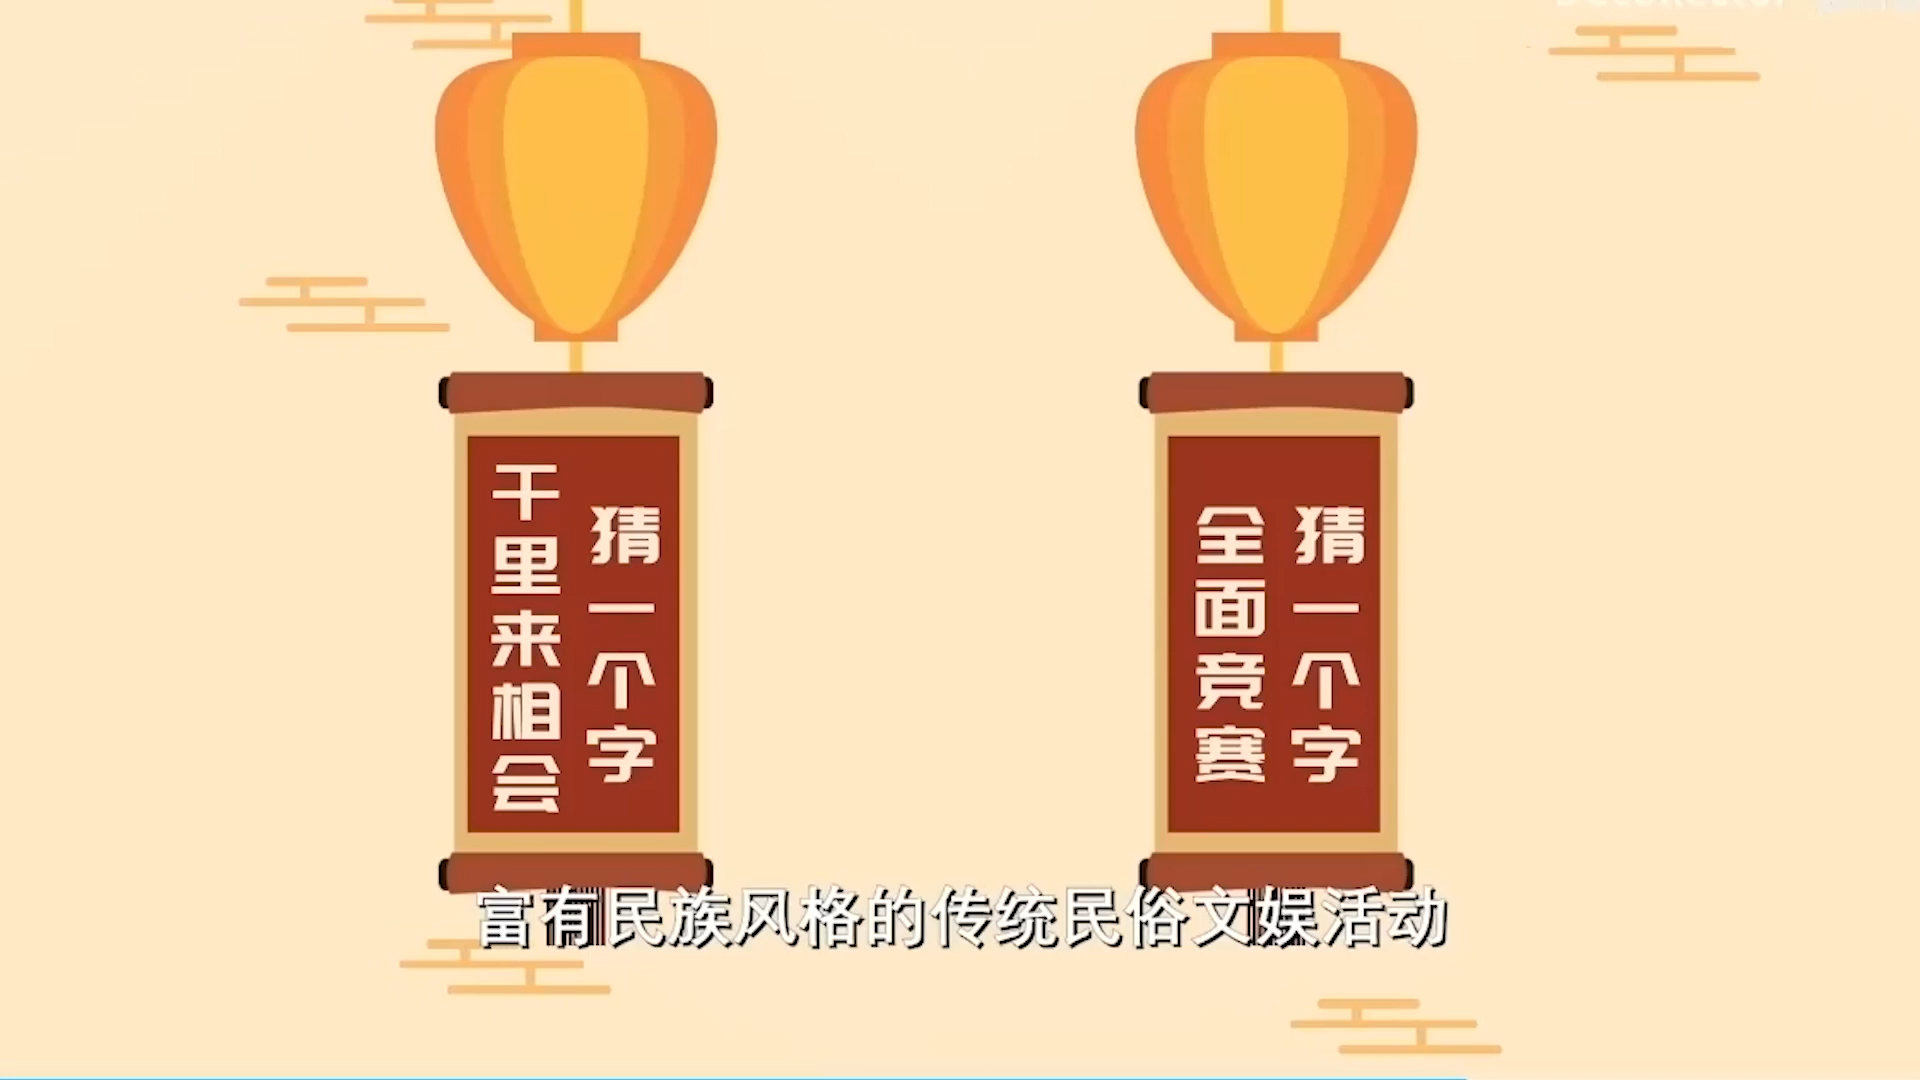 千里来相会
猜一个字
全面竞赛
猜一个字
富有民族风格的传统民俗文娱活动